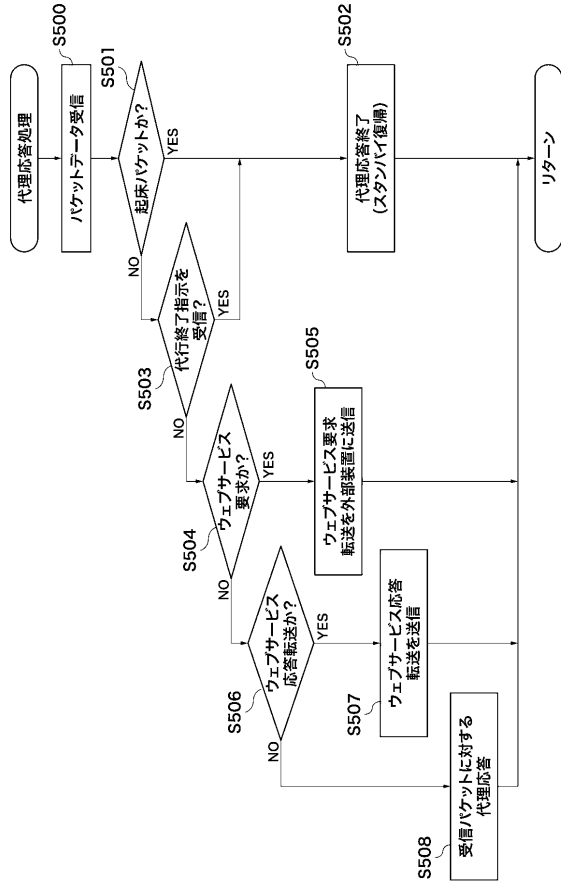 代理応答処理
S500
パケットデータ受信
S501
起床パケットか?
YES
NO
S502
代理応答終了
(スタンバイ復帰)
S503
代行終了指示を
受信?
YES
NO
S504
ウェブサービス
要求か?
YES
NO
S505
ウェブサービス要求
転送を外部装置に送信
S506
ウェブサービス
応答転送か?
YES
NO
S507
ウェブサービス応答
転送を送信
S508
受信パケットに対する
代理応答
リターン